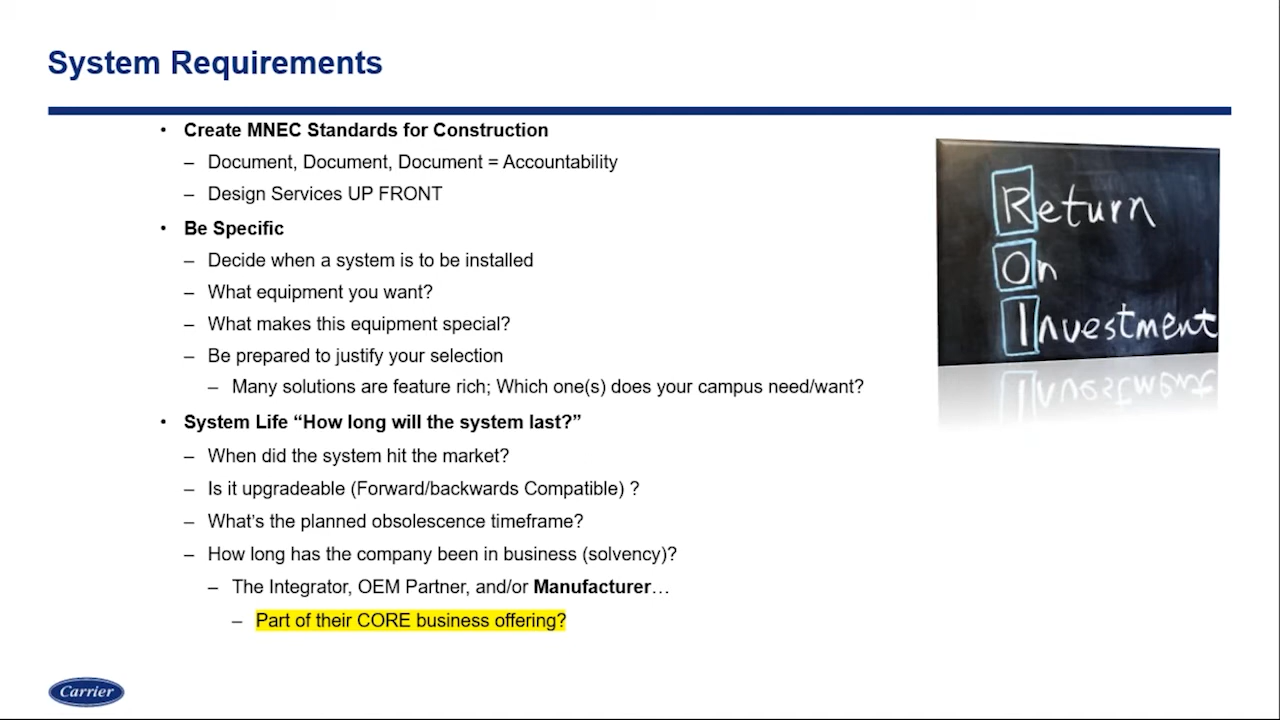 System Requirements
• Create MNEC Standards for Construction
– Document, Document, Document = Accountability
– Design Services UP FRONT
• Be Specific
– Decide when a system is to be installed
– What equipment you want?
– What makes this equipment special?
– Be prepared to justify your selection
– Many solutions are feature rich; Which one(s) does your campus need/want?
• System Life “How long will the system last?”
– When did the system hit the market?
– Is it upgradeable (Forward/backwards Compatible) ?
– What’s the planned obsolescence timeframe?
– How long has the company been in business (solvency)?
– The Integrator, OEM Partner, and/or Manufacturer…
– Part of their CORE business offering?
Return
On
Investment
Carrier